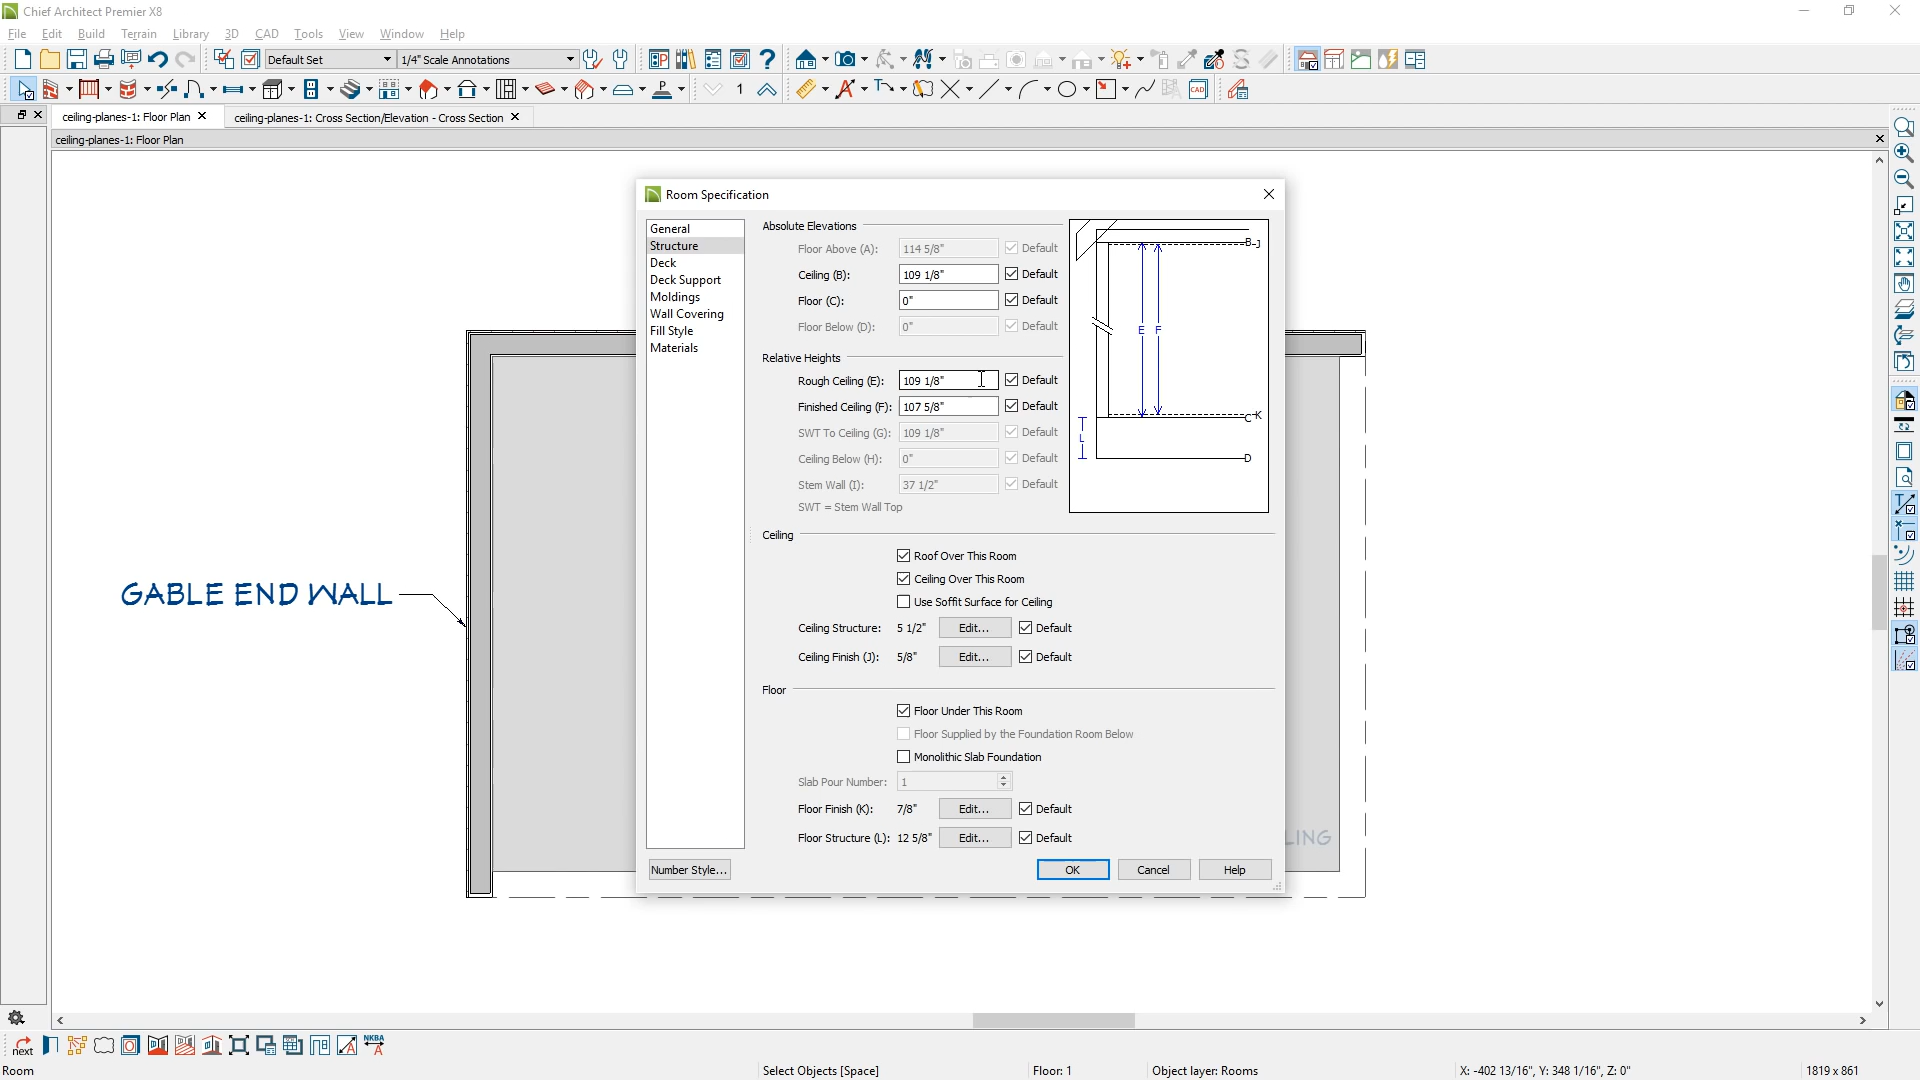 Chief Architect Premier X8
File Edit Build Terrain Library 3D CAD Tools View Window Help
Default Set 1/4" Scale Annotations
1 CAD
ceiling-planes-1: Floor Plan ceiling-planes-1: Cross Section/Elevation - Cross Section
ceiling-planes-1: Floor Plan
Room Specification
General
Structure
Deck
Deck Support
Moldings
Wall Covering
Fill Style
Materials
Absolute Elevations
Floor Above (A): 114 5/8" Default
Ceiling (B): 109 1/8" Default
Floor (C): 0" Default
Floor Below (D): 0" Default
Relative Heights
Rough Ceiling (E): 109 1/8" Default
Finished Ceiling (F): 107 5/8" Default
SWT To Ceiling (G): 109 1/8" Default
Ceiling Below (H): 0" Default
Stem Wall (I): 37 1/2" Default
SWT = Stem Wall Top
B J
E F
C K
L
D
Ceiling
Roof Over This Room
Ceiling Over This Room
Use Soffit Surface for Ceiling
Ceiling Structure: 5 1/2" Edit... Default
Ceiling Finish (J): 5/8" Edit... Default
Floor
Floor Under This Room
Floor Supplied by the Foundation Room Below
Monolithic Slab Foundation
Slab Pour Number: 1
Floor Finish (K): 7/8" Edit... Default
Floor Structure (L): 12 5/8" Edit... Default
Number Style... OK Cancel Help
GABLE END WALL
LING
next NKBA
Room Select Objects [Space] Floor: 1 Object layer: Rooms X: -402 13/16", Y: 348 1/16", Z: 0" 1819 x 861